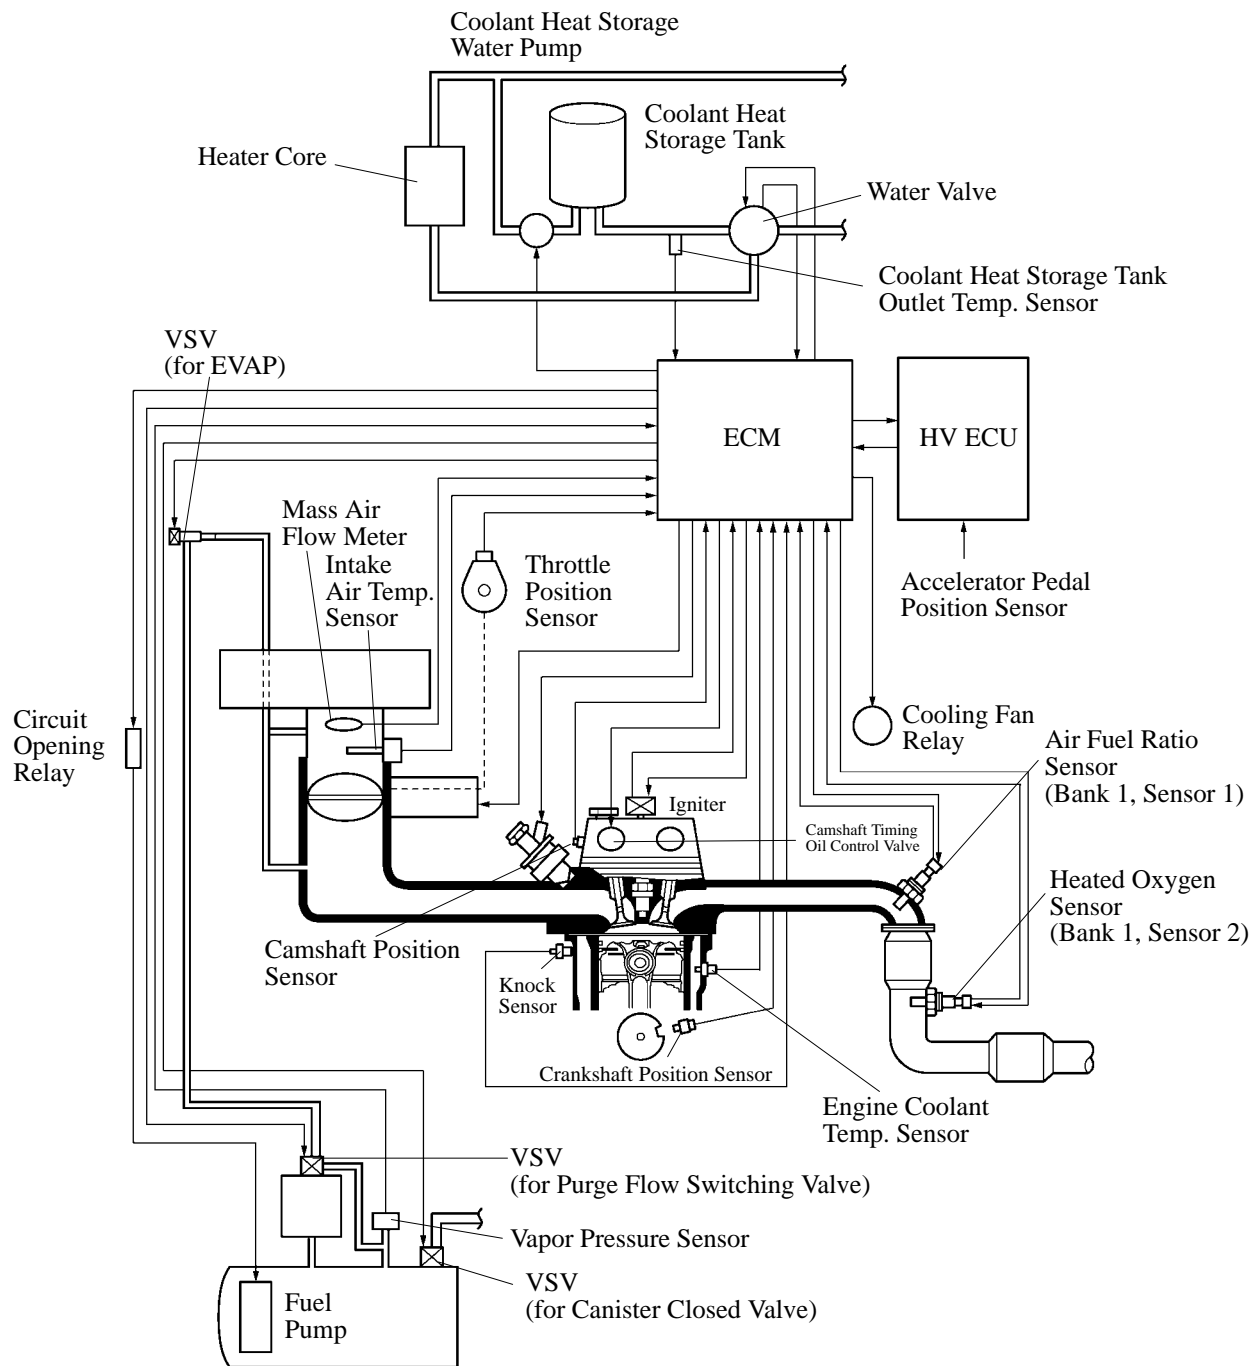 Coolant Heat Storage
Water Pump
Coolant Heat
Storage Tank
Heater Core
Water Valve
Coolant Heat Storage Tank
Outlet Temp. Sensor
VSV
(for EVAP)
ECM
HV ECU
Mass Air
Flow Meter
Intake
Air Temp.
Sensor
Throttle
Position
Sensor
Accelerator Pedal
Position Sensor
Circuit
Opening
Relay
Cooling Fan
Relay
Air Fuel Ratio
Sensor
(Bank 1, Sensor 1)
Igniter
Camshaft Timing
Oil Control Valve
Heated Oxygen
Sensor
(Bank 1, Sensor 2)
Camshaft Position
Sensor
Knock
Sensor
Crankshaft Position Sensor
Engine Coolant
Temp. Sensor
VSV
(for Purge Flow Switching Valve)
Vapor Pressure Sensor
VSV
(for Canister Closed Valve)
Fuel
Pump